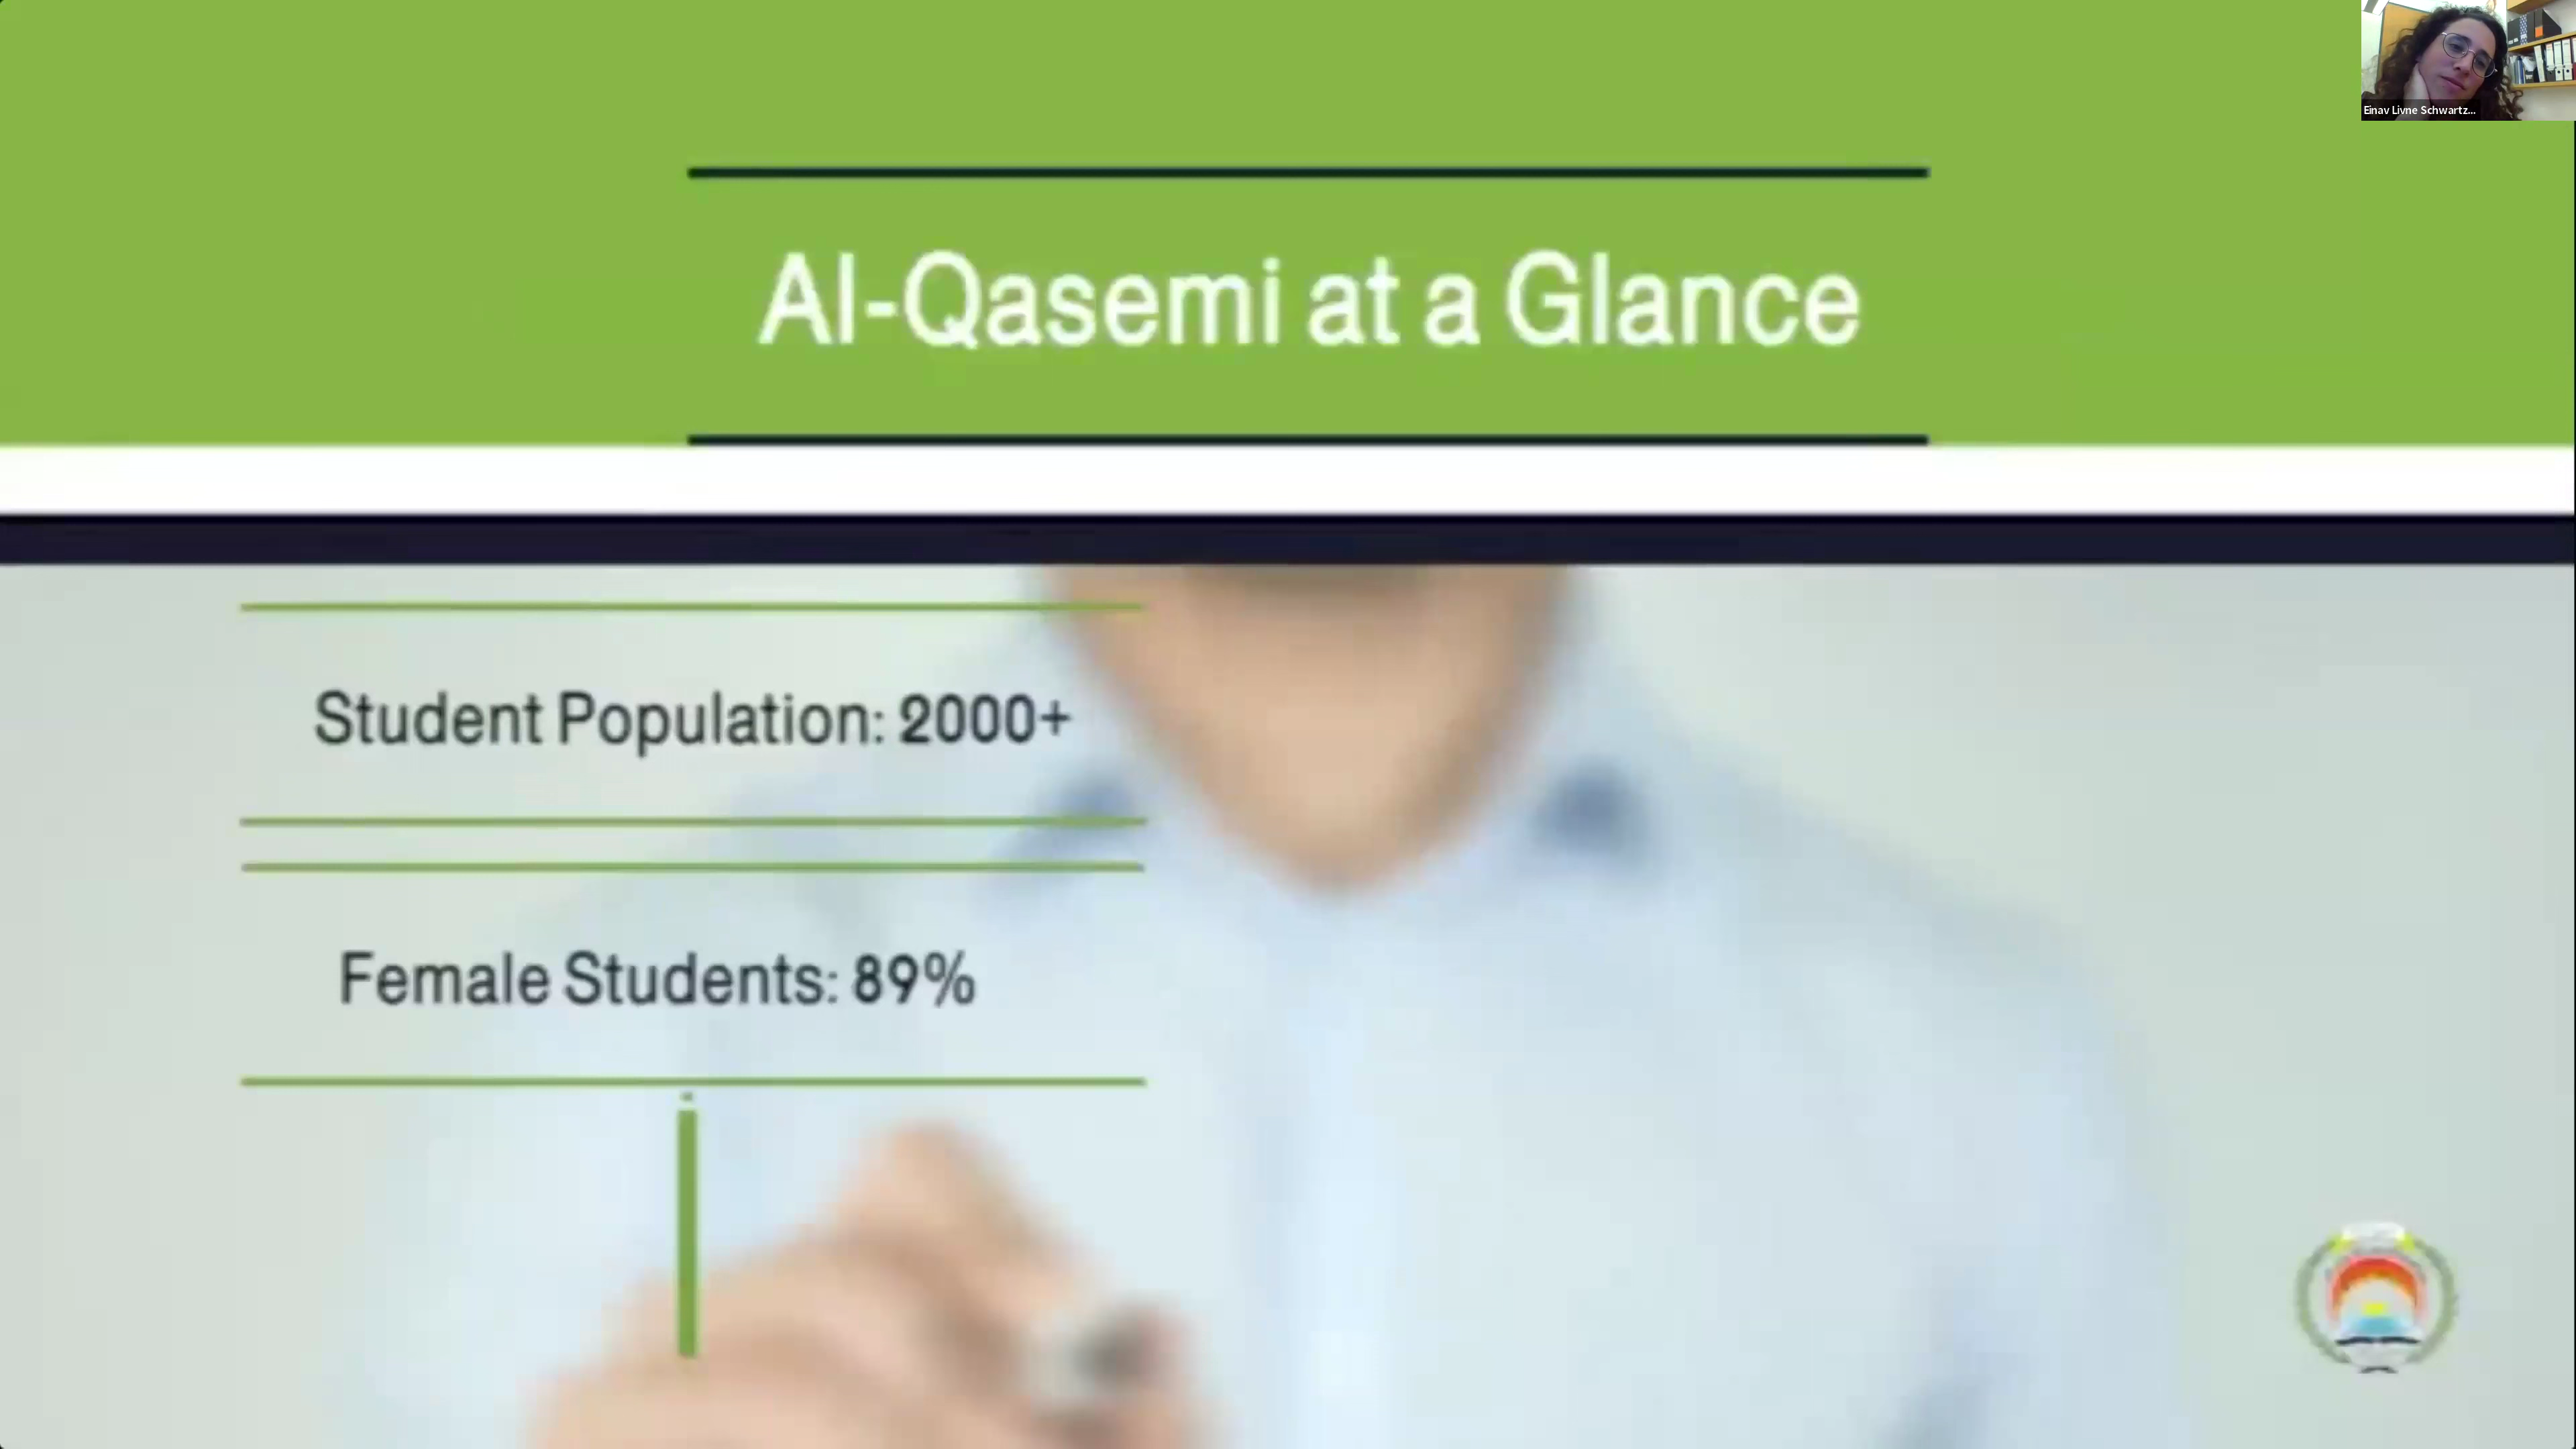 Einav Livne Schwartz...
Al-Qasemi at a Glance
Student Population: 2000+
Female Students: 89%